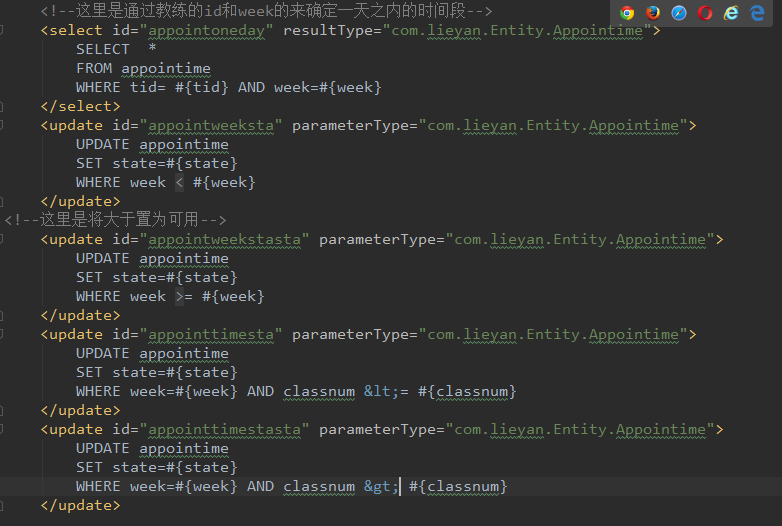 <!--这里是通过教练的id和week的来确定一天之内的时间段-->
<select id="appointoneday" resultType="com.lieyan.Entity.Appointime">
SELECT  *
FROM appointime
WHERE tid= #{tid} AND week=#{week}
</select>
<update id="appointweeksta" parameterType="com.lieyan.Entity.Appointime">
UPDATE appointime
SET state=#{state}
WHERE week < #{week}
</update>
<!--这里是将大于置为可用-->
<update id="appointweekstasta" parameterType="com.lieyan.Entity.Appointime">
UPDATE appointime
SET state=#{state}
WHERE week >= #{week}
</update>
<update id="appointtimesta" parameterType="com.lieyan.Entity.Appointime">
UPDATE appointime
SET state=#{state}
WHERE week=#{week} AND classnum &lt;= #{classnum}
</update>
<update id="appointtimestasta" parameterType="com.lieyan.Entity.Appointime">
UPDATE appointime
SET state=#{state}
WHERE week=#{week} AND classnum &gt; #{classnum}
</update>